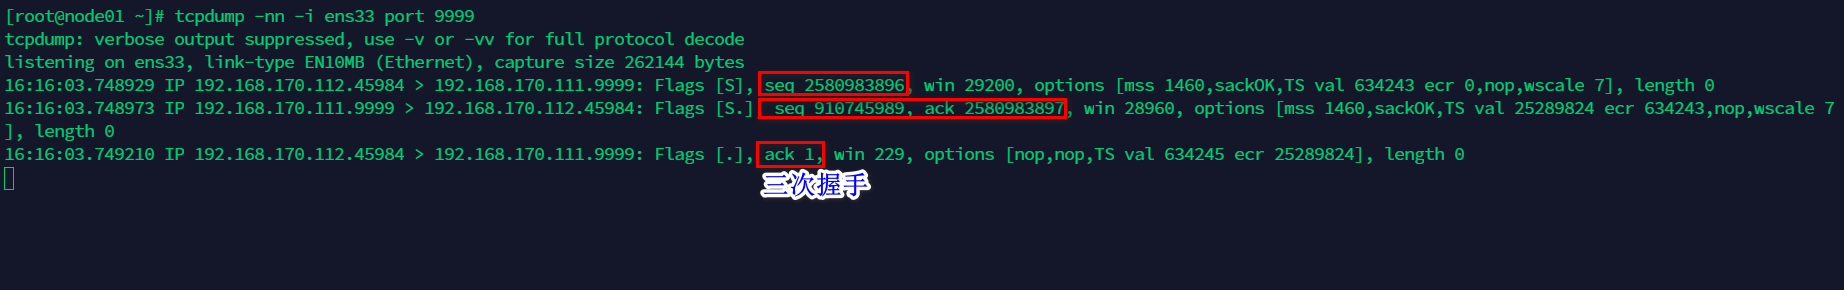 [root@node01 ~]# tcpdump -nn -i ens33 port 9999
tcpdump: verbose output suppressed, use -v or -vv for full protocol decode
listening on ens33, link-type EN10MB (Ethernet), capture size 262144 bytes
16:16:03.748929 IP 192.168.170.112.45984 > 192.168.170.111.9999: Flags [S], seq 2580983896, win 29200, options [mss 1460,sackOK,TS val 634243 ecr 0,nop,wscale 7], length 0
16:16:03.748973 IP 192.168.170.111.9999 > 192.168.170.112.45984: Flags [S.] seq 910745989, ack 2580983897, win 28960, options [mss 1460,sackOK,TS val 25289824 ecr 634243,nop,wscale 7
], length 0
16:16:03.749210 IP 192.168.170.112.45984 > 192.168.170.111.9999: Flags [.], ack 1, win 229, options [nop,nop,TS val 634245 ecr 25289824], length 0
三次握手